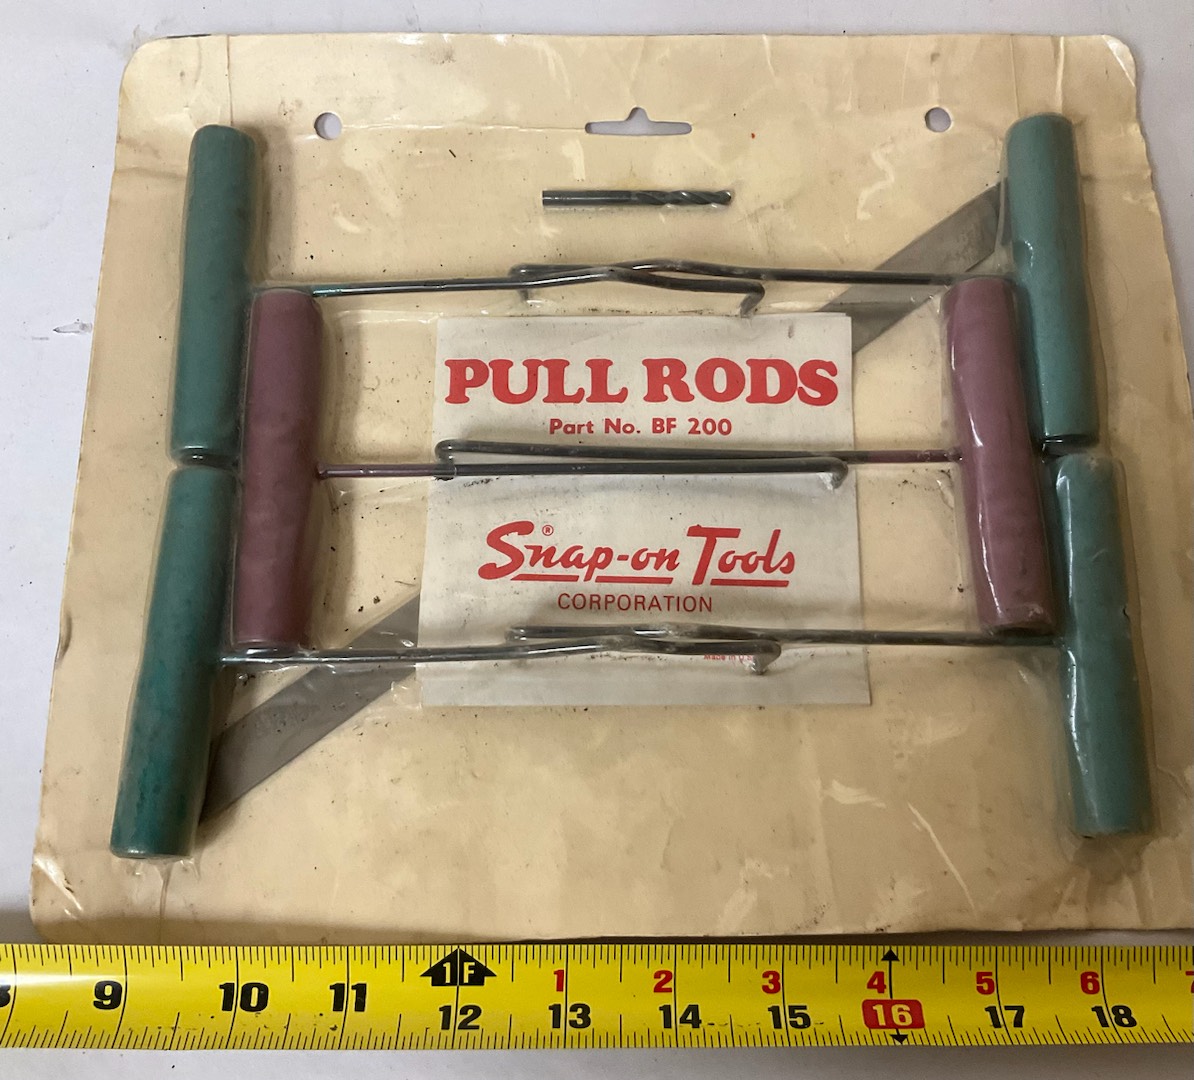 PULL RODS
Part No. BF 200
Snap-on Tools®
CORPORATION
1F 1 2 3 4 5 6 7
8 9 10 11 12 13 14 15 16 17 18